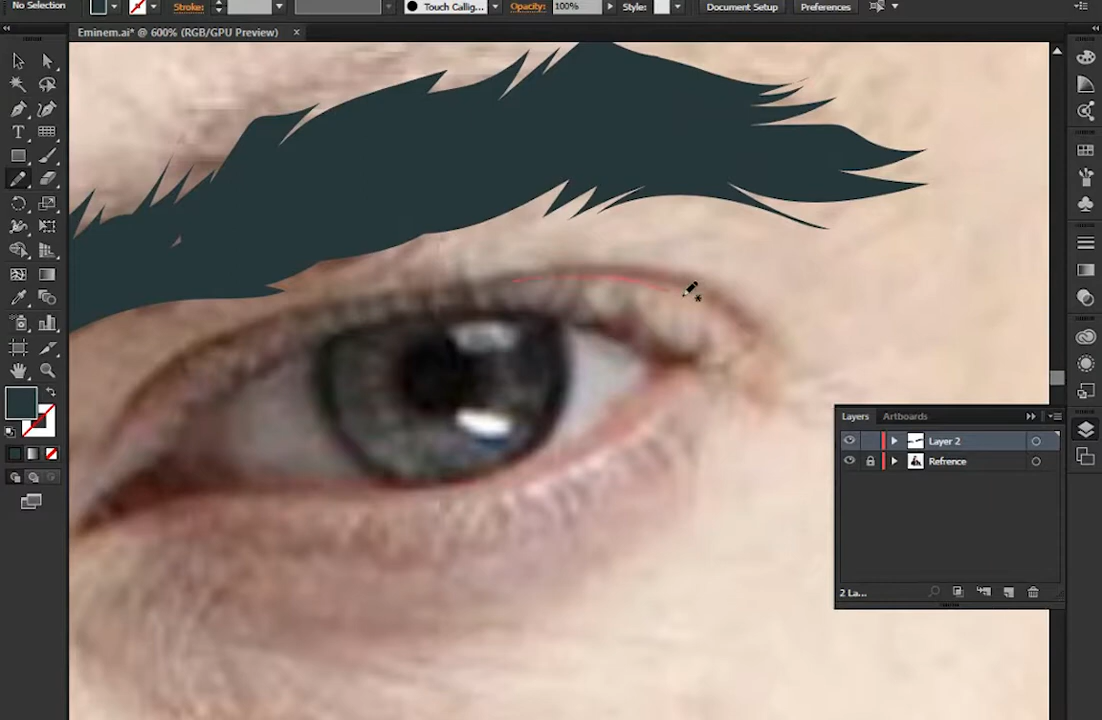 No Selection Stroke: Touch Callig... Opacity: 100% Style: Document Setup Preferences
Eminem.ai* @ 600% (RGB/GPU Preview) ×
Layers Artboards
Layer 2
Refrence
2 La...